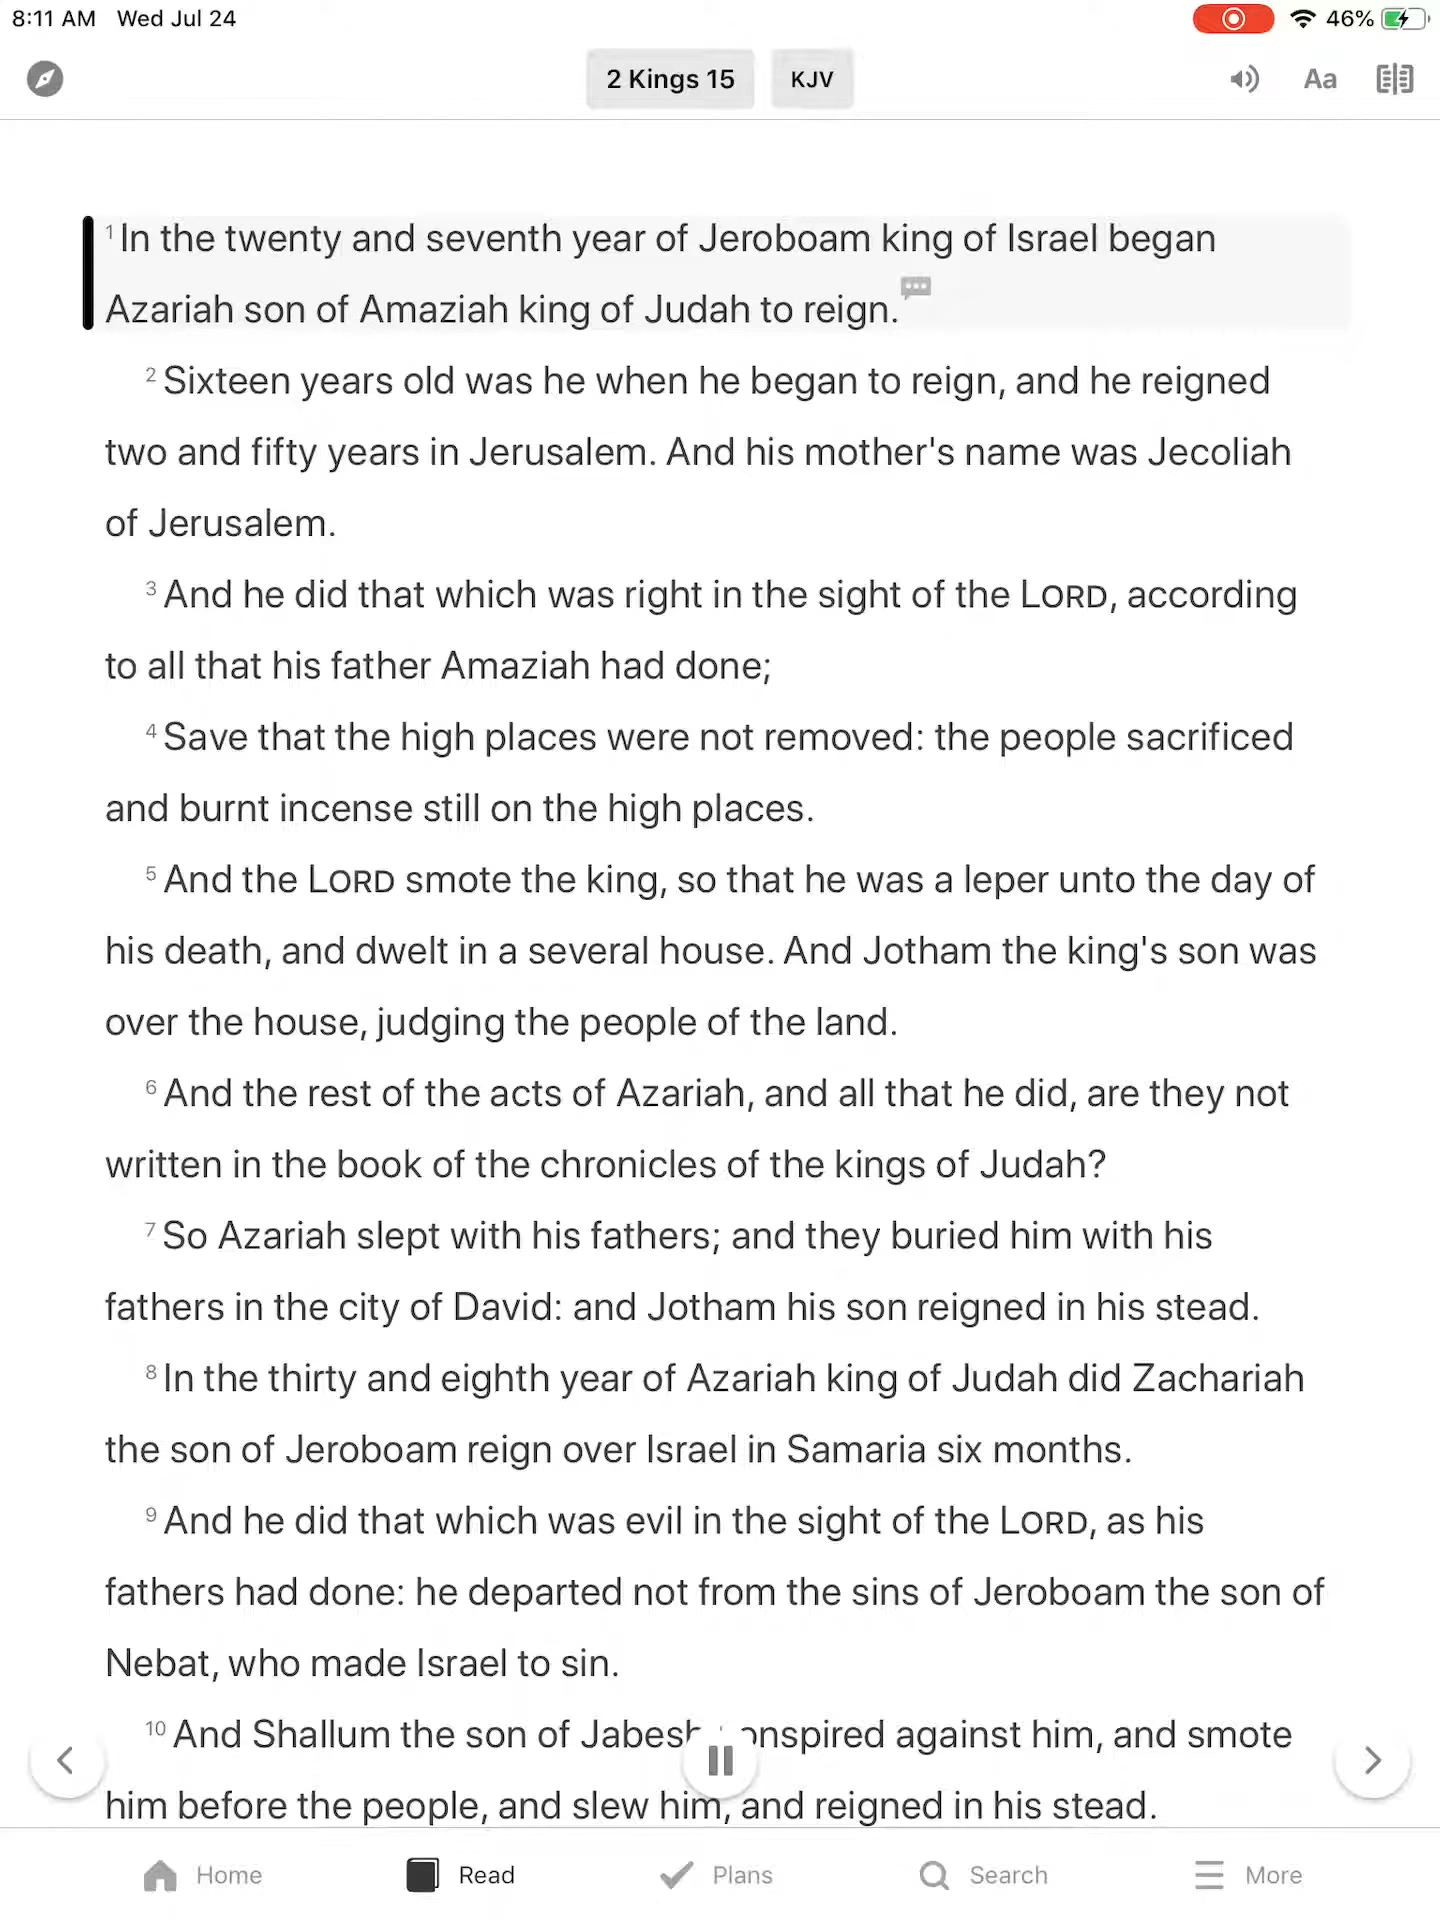 8:11 AM Wed Jul 24 46%
2 Kings 15 KJV Aa
1 In the twenty and seventh year of Jeroboam king of Israel began
Azariah son of Amaziah king of Judah to reign.
2 Sixteen years old was he when he began to reign, and he reigned
two and fifty years in Jerusalem. And his mother's name was Jecoliah
of Jerusalem.
3 And he did that which was right in the sight of the LORD, according
to all that his father Amaziah had done;
4 Save that the high places were not removed: the people sacrificed
and burnt incense still on the high places.
5 And the LORD smote the king, so that he was a leper unto the day of
his death, and dwelt in a several house. And Jotham the king's son was
over the house, judging the people of the land.
6 And the rest of the acts of Azariah, and all that he did, are they not
written in the book of the chronicles of the kings of Judah?
7 So Azariah slept with his fathers; and they buried him with his
fathers in the city of David: and Jotham his son reigned in his stead.
8 In the thirty and eighth year of Azariah king of Judah did Zachariah
the son of Jeroboam reign over Israel in Samaria six months.
9 And he did that which was evil in the sight of the LORD, as his
fathers had done: he departed not from the sins of Jeroboam the son of
Nebat, who made Israel to sin.
10 And Shallum the son of Jabesh conspired against him, and smote
him before the people, and slew him, and reigned in his stead.
Home Read Plans Search More